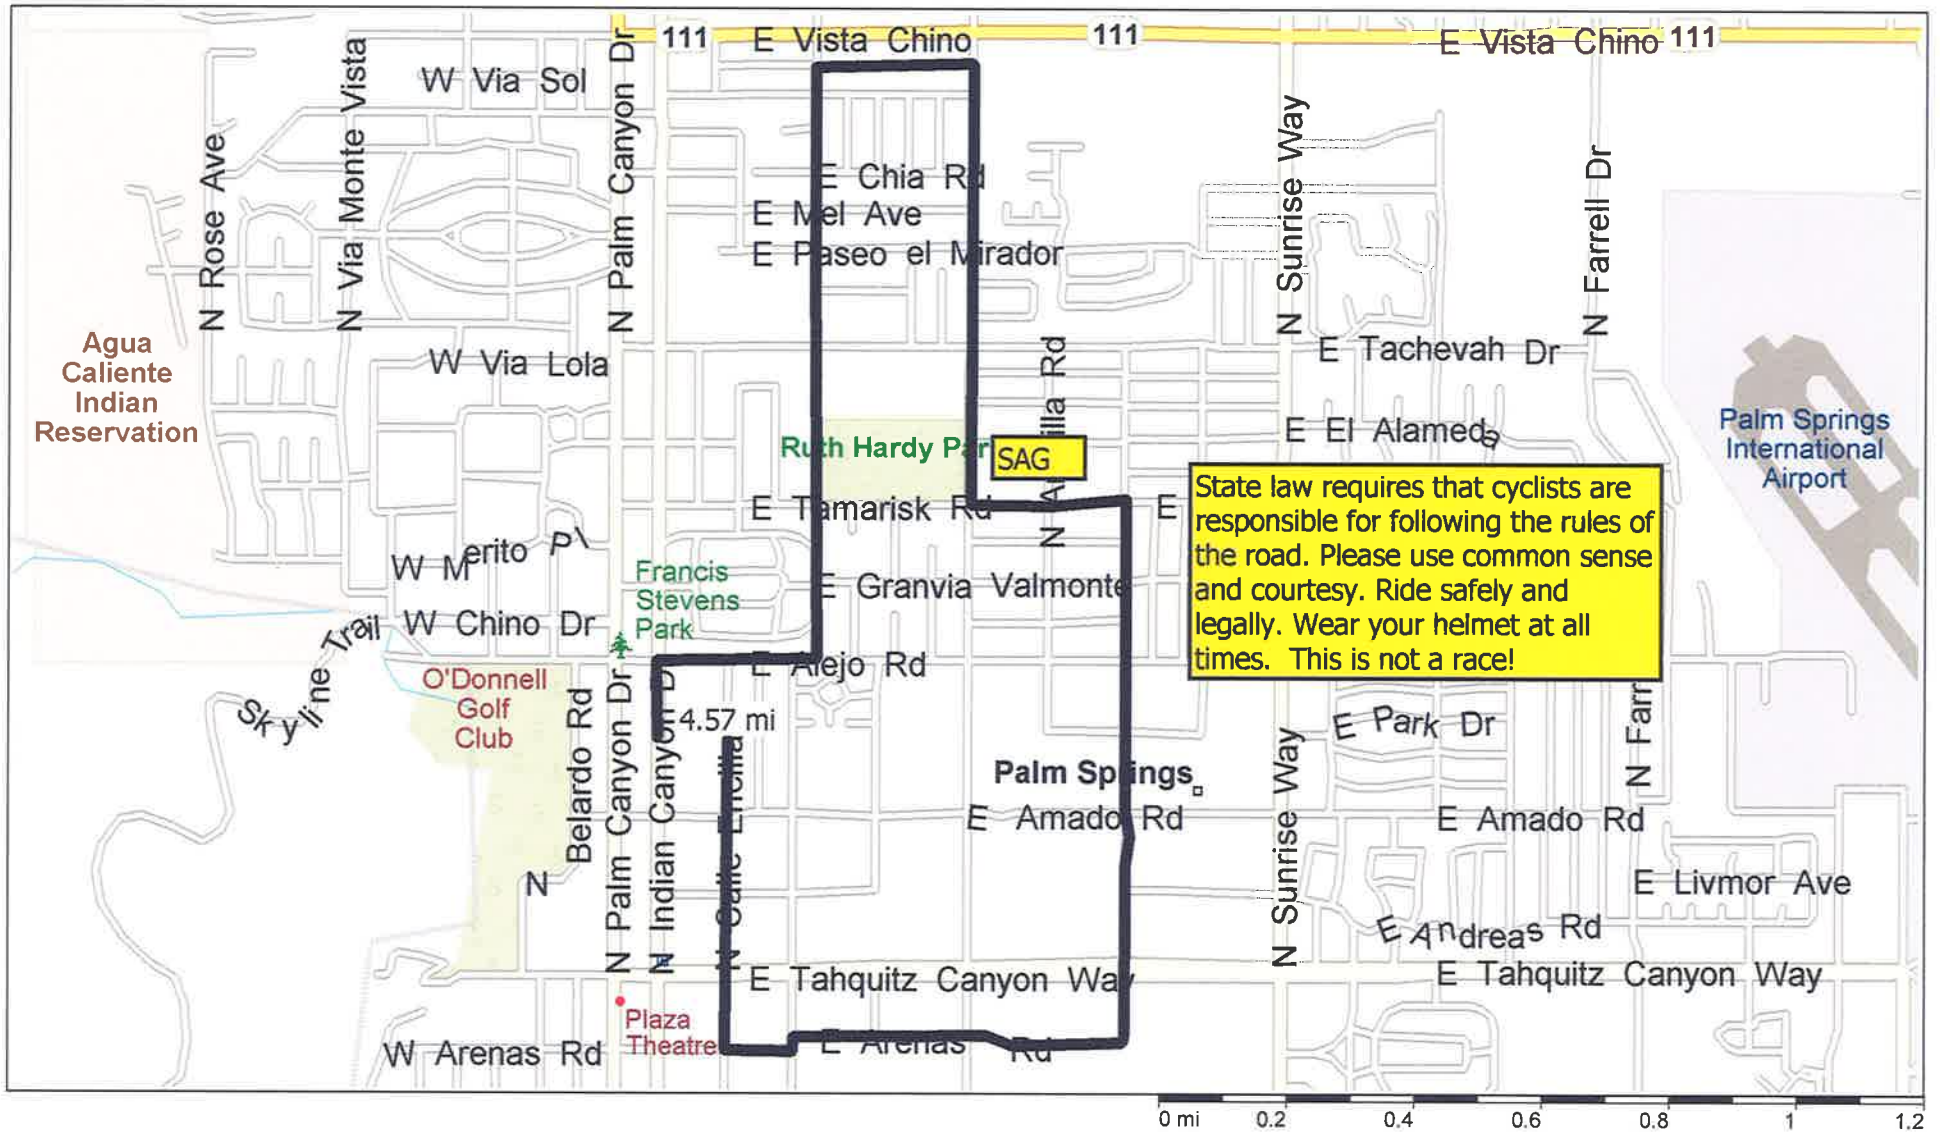 111
E Vista Chino
111
E Vista Chino 111
W Via Sol
N Rose Ave
N Via Monte Vista
N Palm Canyon Dr
E Chia Rd
E Mel Ave
E Paseo el Mirador
N Sunrise Way
N Farrell Dr
Agua
Caliente
Indian
Reservation
W Via Lola
E Tachevah Dr
E El Alameda
Palm Springs
International
Airport
Ruth Hardy Par
SAG
illa Rd
N A
E Tamarisk Rd
E
State law requires that cyclists are
responsible for following the rules of
the road. Please use common sense
and courtesy. Ride safely and
legally. Wear your helmet at all
times. This is not a race!
W Merito Pl
Francis
Stevens
Park
E Granvia Valmonte
W Chino Dr
Skyline Trail
E Alejo Rd
O'Donnell
Golf
Club
4.57 mi
N Belardo Rd
N Palm Canyon Dr
N Indian Canyon D
N Calle Encilia
E Park Dr
N Farr
Palm Springs
N Sunrise Way
E Amado Rd
E Amado Rd
E Livmor Ave
E Andreas Rd
E Tahquitz Canyon Way
E Tahquitz Canyon Way
Plaza
Theatre
W Arenas Rd
E Arenas Rd
0 mi 0.2 0.4 0.6 0.8 1 1.2